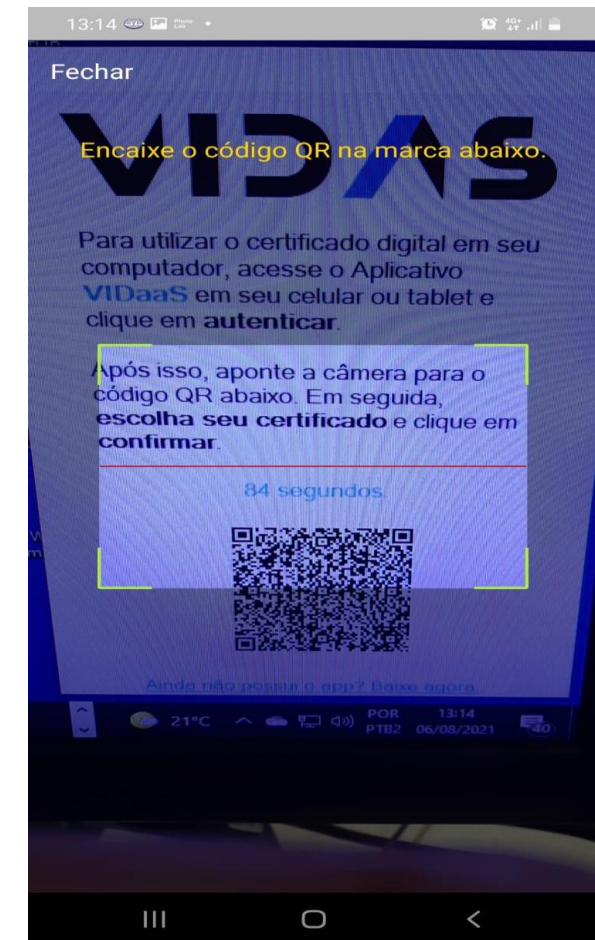 13:14
4G+
Fechar
VIDAS
Encaixe o código QR na marca abaixo.
Para utilizar o certificado digital em seu
computador, acesse o Aplicativo
VIDaaS em seu celular ou tablet e
clique em autenticar.
Após isso, aponte a câmera para o
código QR abaixo. Em seguida,
escolha seu certificado e clique em
confirmar.
84 segundos.
Ainda não possui o app? Baixe agora.
21°C
POR
PTB2
13:14
06/08/2021
40